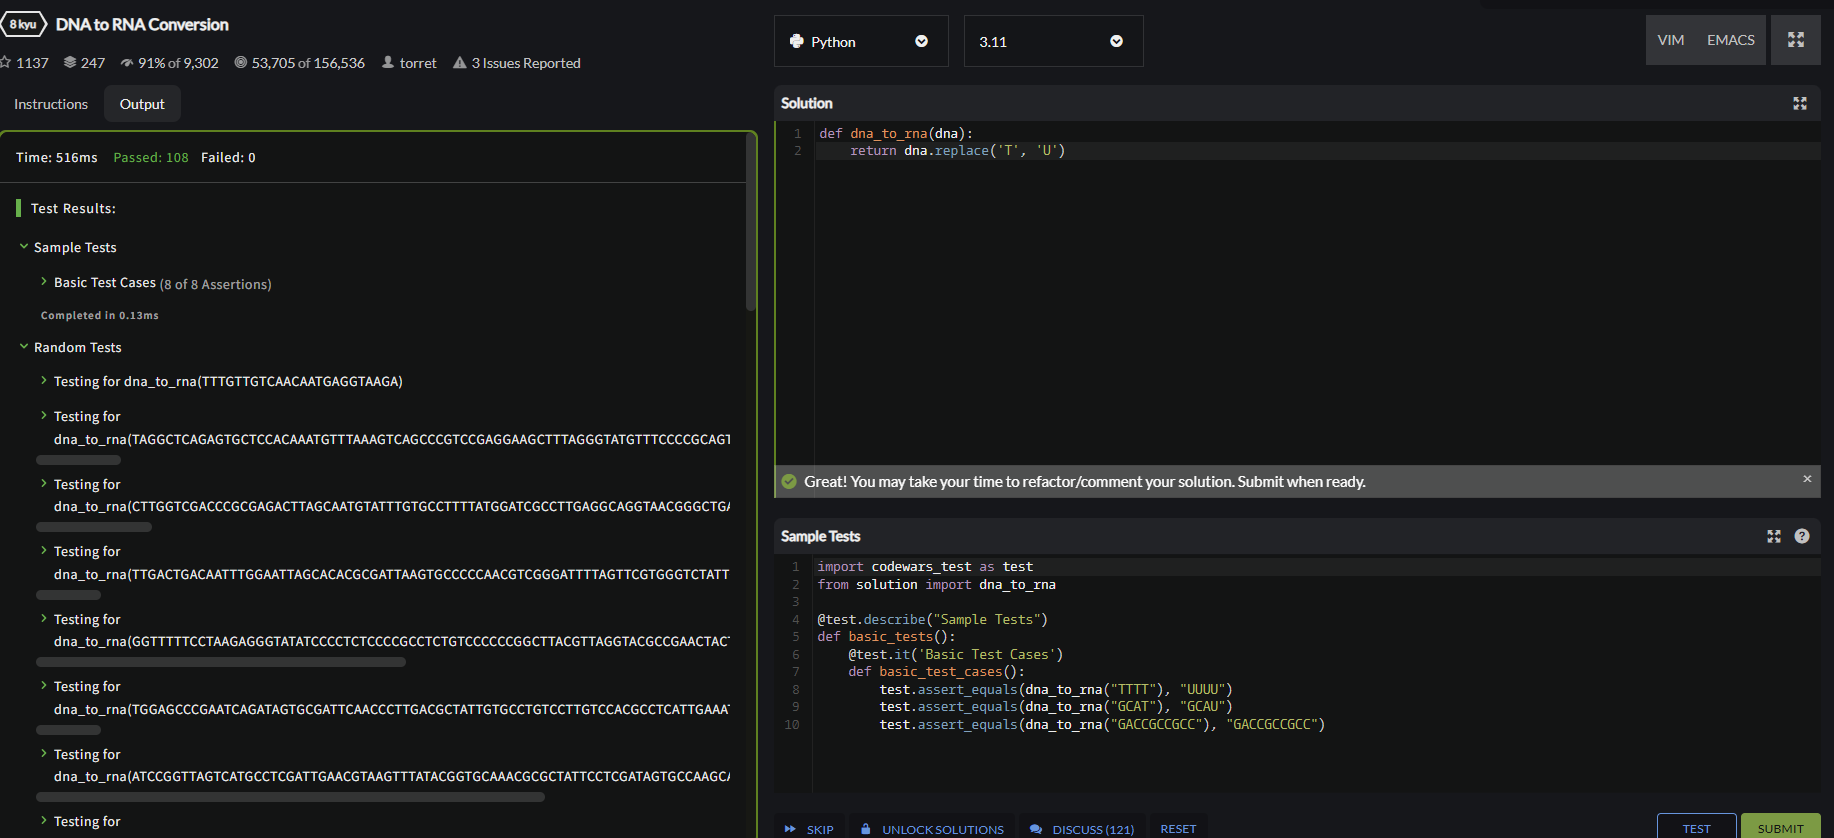 8 kyu DNA to RNA Conversion
1137 247 91% of 9,302 53,705 of 156,536 torret 3 Issues Reported
Instructions Output
Time: 516ms Passed: 108 Failed: 0
Test Results:
Sample Tests
Basic Test Cases (8 of 8 Assertions)
Completed in 0.13ms
Random Tests
Testing for dna_to_rna(TTTGTTGTCAACAATGAGGTAAGA)
Testing for
dna_to_rna(TAGGCTCAGAGTGCTCCACAAATGTTTAAAGTCAGCCCGTCCGAGGAAGCTTTAGGGTATGTTTCCCCGCAGT
Testing for
dna_to_rna(CTTGGTCGACCCGCGAGACTTAGCAATGTATTTGTGCCTTTTATGGATCGCCTTGAGGCAGGTAACGGGCTGA
Testing for
dna_to_rna(TTGACTGACAATTTGGAATTAGCACACGCGATTAAGTGCCCCCAACGTCGGGATTTTAGTTCGTGGGTCTATT
Testing for
dna_to_rna(GGTTTTTCCTAAGAGGGTATATCCCCTCTCCCCGCCTCTGTCCCCCCGGCTTACGTTAGGTACGCCGAACTAC
Testing for
dna_to_rna(TGGAGCCCGAATCAGATAGTGCGATTCAACCCTTGACGCTATTGTGCCTGTCCTTGTCCACGCCTCATTGAAA
Testing for
dna_to_rna(ATCCGGTTAGTCATGCCTCGATTGAACGTAAGTTTATACGGTGCAAACGCGCTATTCCTCGATAGTGCCAAGCA
Testing for
Python 3.11 VIM EMACS
Solution
1 def dna_to_rna(dna):
2 return dna.replace('T', 'U')
Great! You may take your time to refactor/comment your solution. Submit when ready. ×
Sample Tests ?
1 import codewars_test as test
2 from solution import dna_to_rna
3
4 @test.describe("Sample Tests")
5 def basic_tests():
6 @test.it('Basic Test Cases')
7 def basic_test_cases():
8 test.assert_equals(dna_to_rna("TTTT"), "UUUU")
9 test.assert_equals(dna_to_rna("GCAT"), "GCAU")
10 test.assert_equals(dna_to_rna("GACCGCCGCC"), "GACCGCCGCC")
SKIP UNLOCK SOLUTIONS DISCUSS (121) RESET TEST SUBMIT